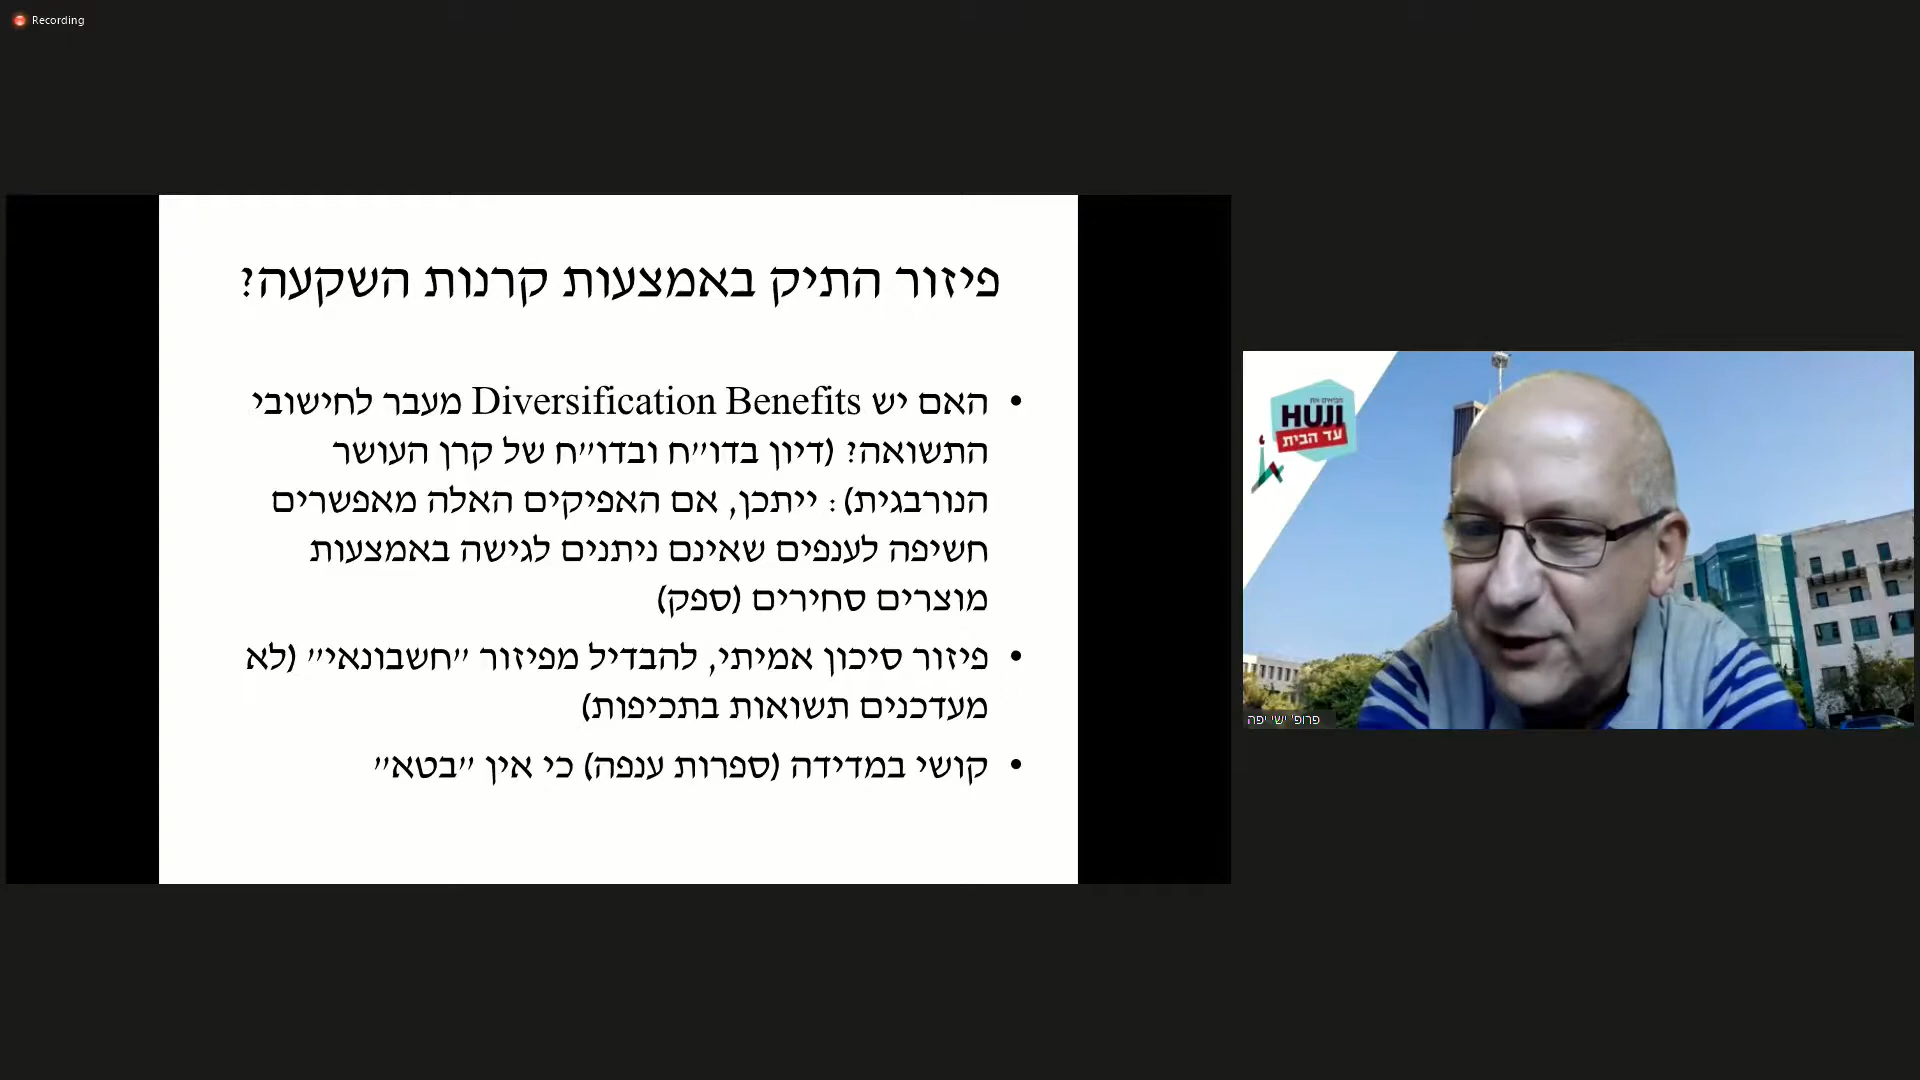 Recording
פיזור התיק באמצעות קרנות השקעה?
• האם יש Diversification Benefits מעבר לחישובי
התשואה? (דיון בדו״ח ובדו״ח של קרן העושר
הנורבגית): ייתכן, אם האפיקים האלה מאפשרים
חשיפה לענפים שאינם ניתנים לגישה באמצעות
מוצרים סחירים (ספק)
• פיזור סיכון אמיתי, להבדיל מפיזור ״חשבונאי״ (לא
מעדכנים תשואות בתכיפות)
• קושי במדידה (ספרות ענפה) כי אין ״בטא״
מביאים את
HUJI
עד הבית
פרופ' ישי יפה